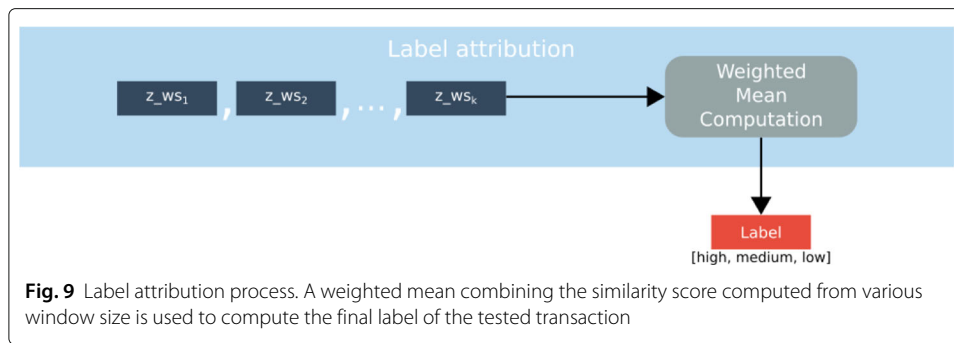 Label attribution
z_ws₁ , z_ws₂ , ... , z_wsₖ
Weighted
Mean
Computation
Label
[high, medium, low]
Fig. 9 Label attribution process. A weighted mean combining the similarity score computed from various
window size is used to compute the final label of the tested transaction